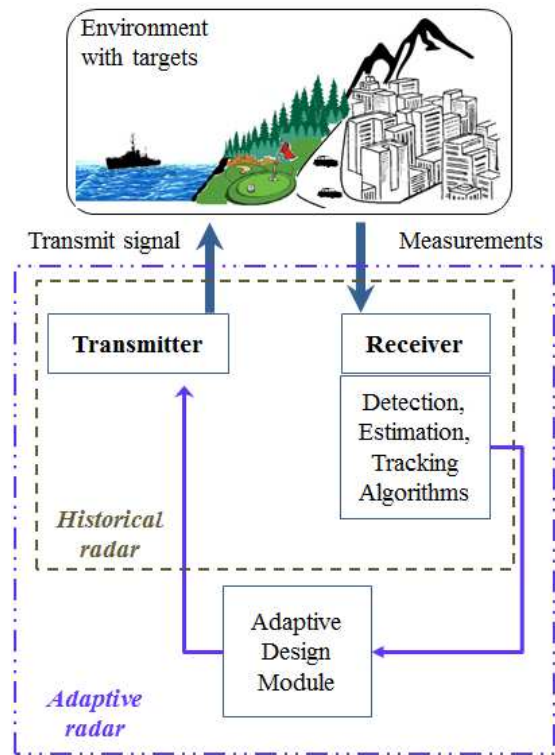 Environment
with targets
Transmit signal
Measurements
Transmitter
Receiver
Detection,
Estimation,
Tracking
Algorithms
Historical
radar
Adaptive
Design
Module
Adaptive
radar